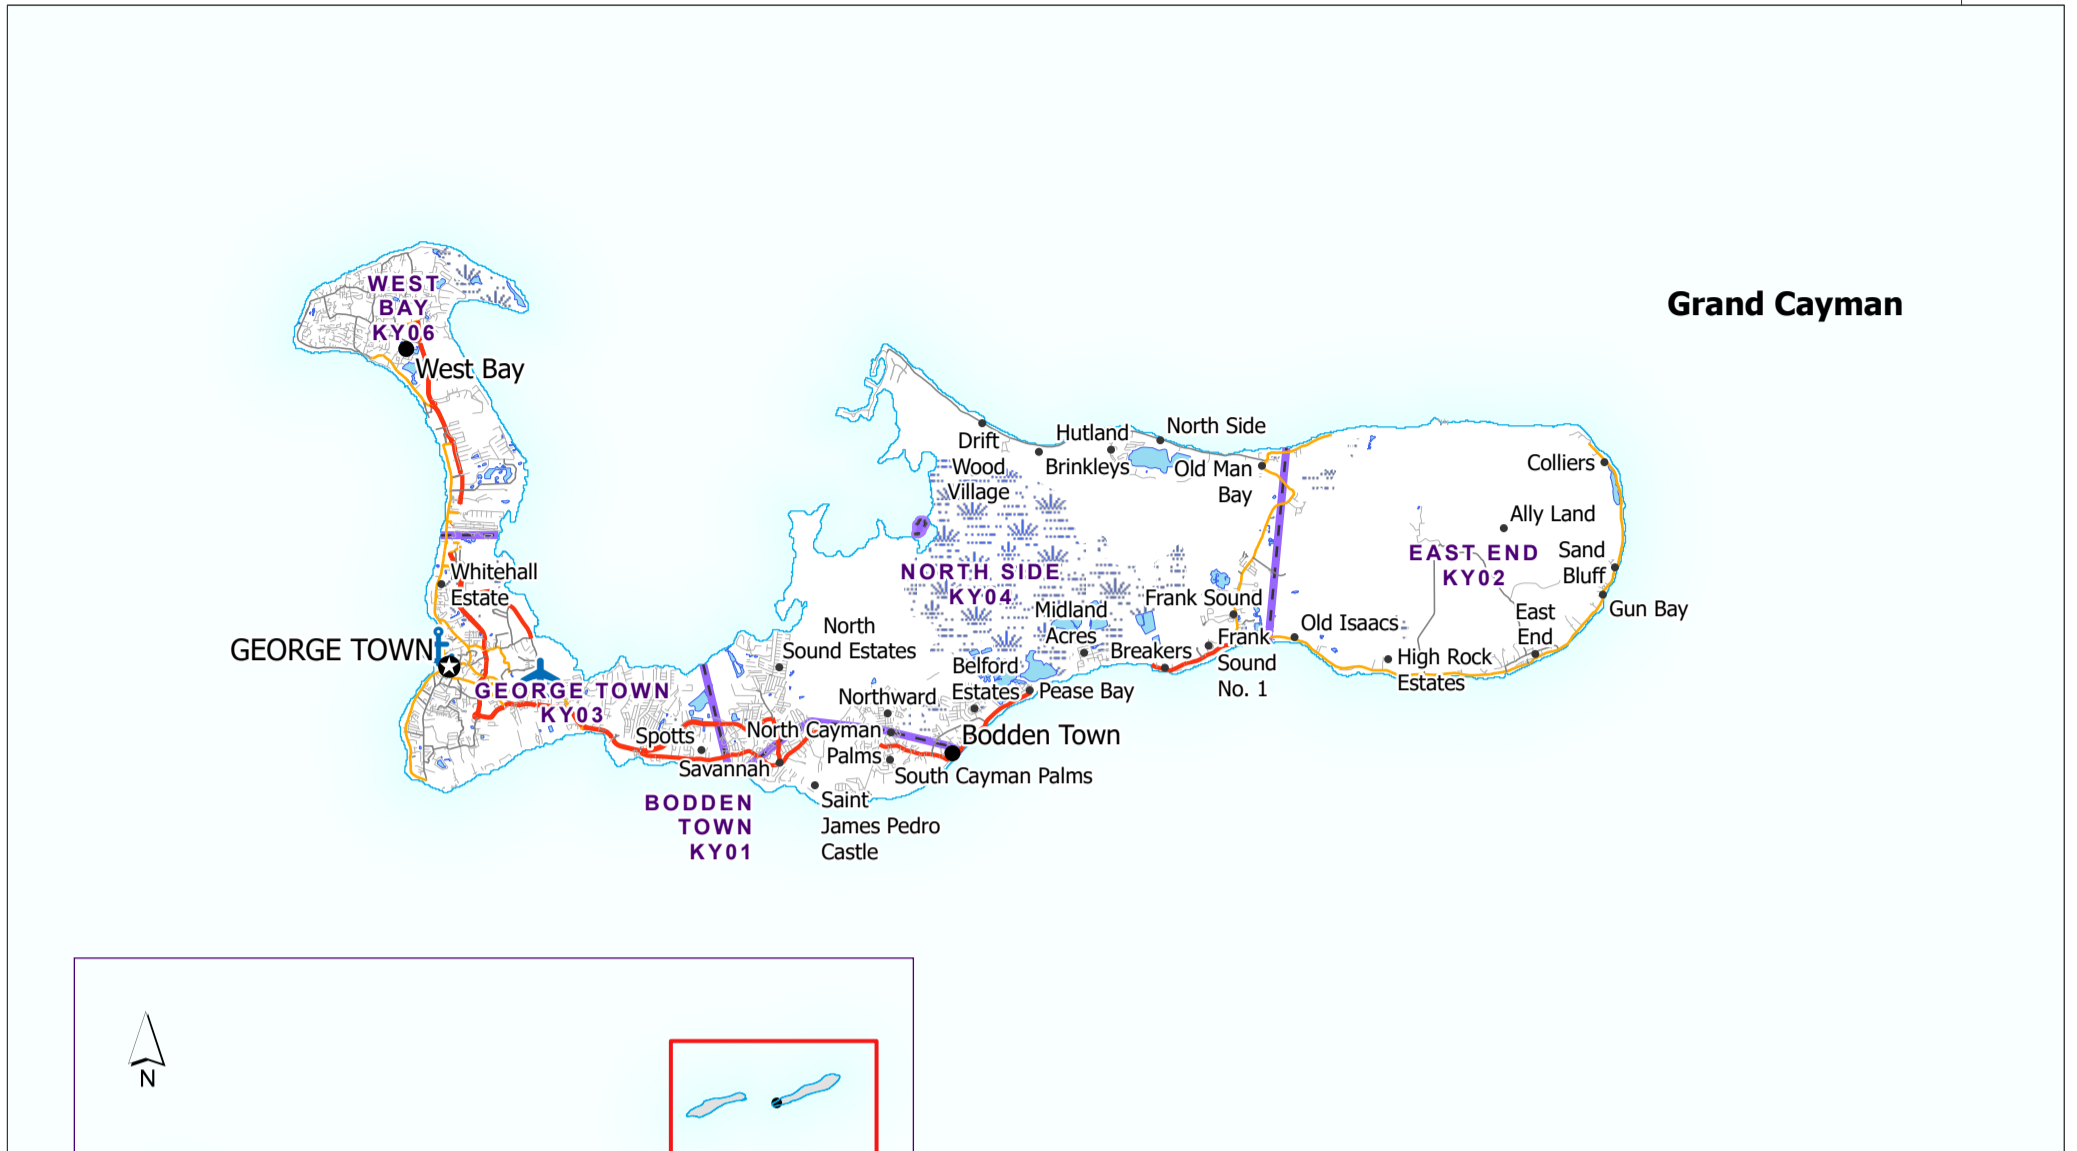 Grand Cayman
WEST
BAY
KY06
West Bay
North Side
Hutland
Drift
Wood
Village
Brinkleys
Old Man
Bay
Colliers
Ally Land
EAST END
KY02
Sand
Bluff
Gun Bay
East
End
Whitehall
Estate
NORTH SIDE
KY04
Midland
Acres
Frank Sound
Old Isaacs
Frank
Sound
No. 1
Breakers
High Rock
Estates
GEORGE TOWN
North
Sound Estates
Belford
Estates
Pease Bay
GEORGE TOWN
KY03
Northward
Spotts
North Cayman
Palms
Bodden Town
Savannah
South Cayman Palms
BODDEN
TOWN
KY01
Saint
James Pedro
Castle
N